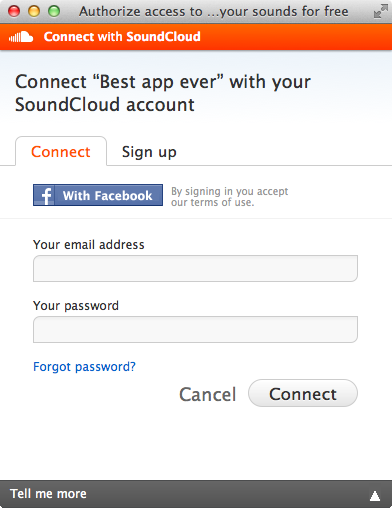 Authorize access to ...your sounds for free
Connect with SoundCloud
Connect “Best app ever” with your
SoundCloud account
Connect
Sign up
f With Facebook
By signing in you accept
our terms of use.
Your email address
Your password
Forgot password?
Cancel
Connect
Tell me more